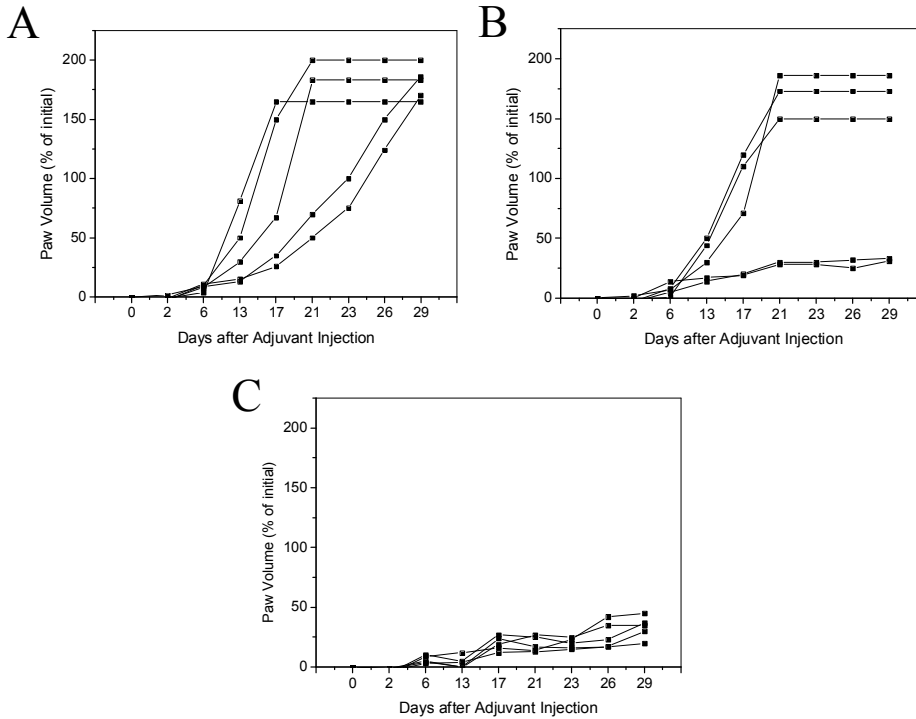 A
Paw Volume (% of initial)
200
150
100
50
0
0 2 6 13 17 21 23 26 29
Days after Adjuvant Injection
B
Paw Volume (% of initial)
200
150
100
50
0
0 2 6 13 17 21 23 26 29
Days after Adjuvant Injection
C
Paw Volume (% of initial)
200
150
100
50
0
0 2 6 13 17 21 23 26 29
Days after Adjuvant Injection